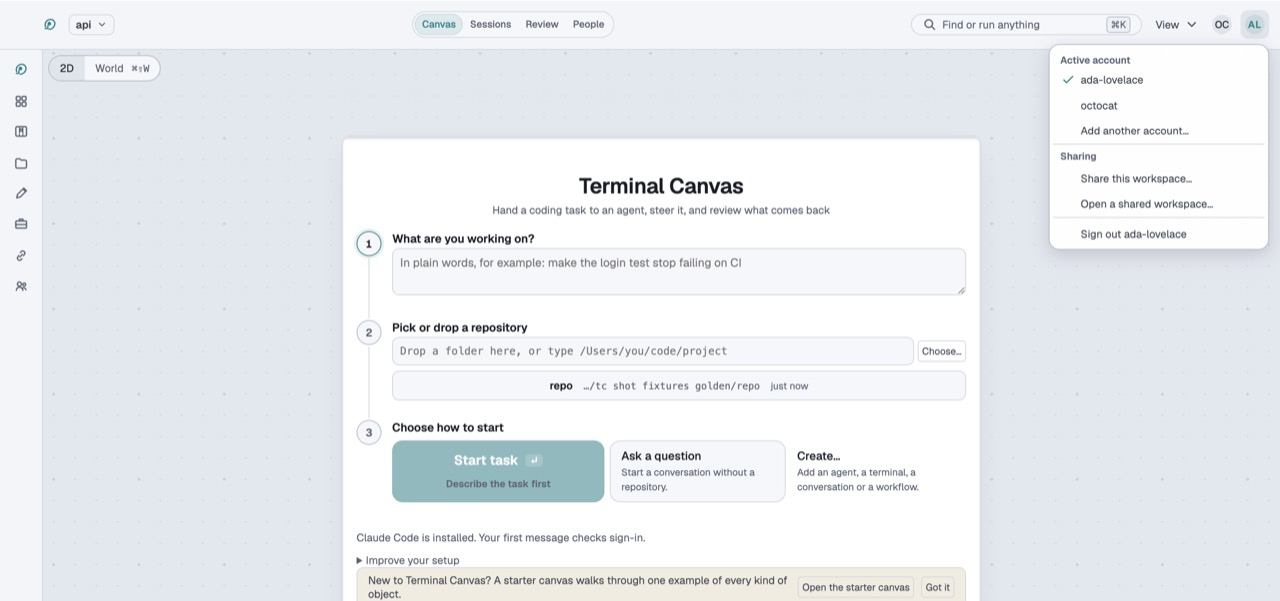 api
Canvas Sessions Review People
Find or run anything ⌘K
View
OC
AL
2D World ⌘⇧W
Active account
ada-lovelace
octocat
Add another account...
Sharing
Share this workspace...
Open a shared workspace...
Sign out ada-lovelace
Terminal Canvas
Hand a coding task to an agent, steer it, and review what comes back
1
What are you working on?
In plain words, for example: make the login test stop failing on CI
2
Pick or drop a repository
Drop a folder here, or type /Users/you/code/project
Choose...
repo …/tc shot fixtures golden/repo just now
3
Choose how to start
Start task ↵
Describe the task first
Ask a question
Start a conversation without a
repository.
Create...
Add an agent, a terminal, a
conversation or a workflow.
Claude Code is installed. Your first message checks sign-in.
Improve your setup
New to Terminal Canvas? A starter canvas walks through one example of every kind of
object.
Open the starter canvas
Got it